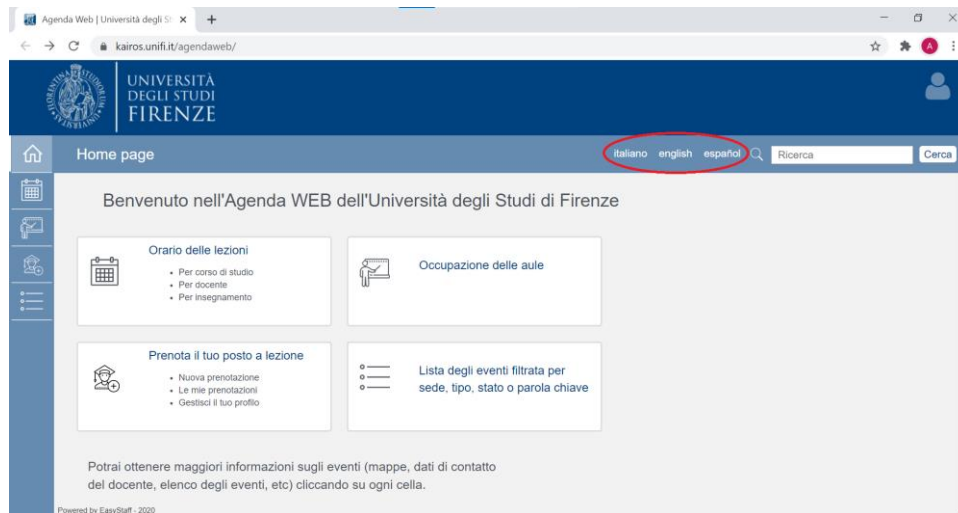 Agenda Web | Università degli S
kairos.unifi.it/agendaweb/
A
UNIVERSITÀ
DEGLI STUDI
FIRENZE
Home page
italiano english español
Ricerca
Cerca
Benvenuto nell'Agenda WEB dell'Università degli Studi di Firenze
Orario delle lezioni
Per corso di studio
Per docente
Per insegnamento
Occupazione delle aule
Prenota il tuo posto a lezione
Nuova prenotazione
Le mie prenotazioni
Gestisci il tuo profilo
Lista degli eventi filtrata per
sede, tipo, stato o parola chiave
Potrai ottenere maggiori informazioni sugli eventi (mappe, dati di contatto
del docente, elenco degli eventi, etc) cliccando su ogni cella.
Powered by EasyStaff - 2020